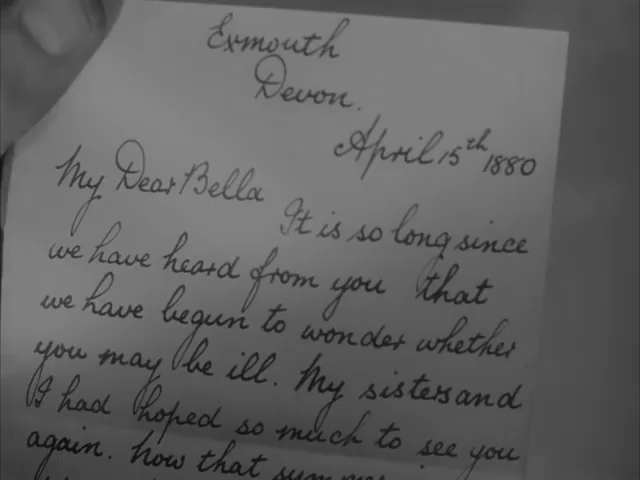 Exmouth
Devon.
April 15th 1880
My Dear Bella
It is so long since
we have heard from you that
we have begun to wonder whether
you may be ill. My sisters and
I had hoped so much to see you
again. Now that summer